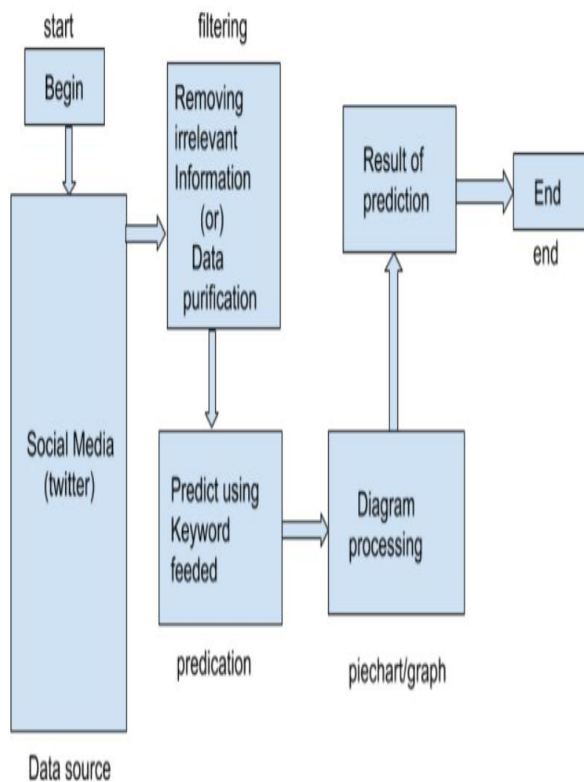 start
Begin
Social Media
(twitter)
Data source
filtering
Removing
irrelevant
Information
(or)
Data
purification
Predict using
Keyword
feeded
predication
Diagram
processing
piechart/graph
Result of
prediction
End
end